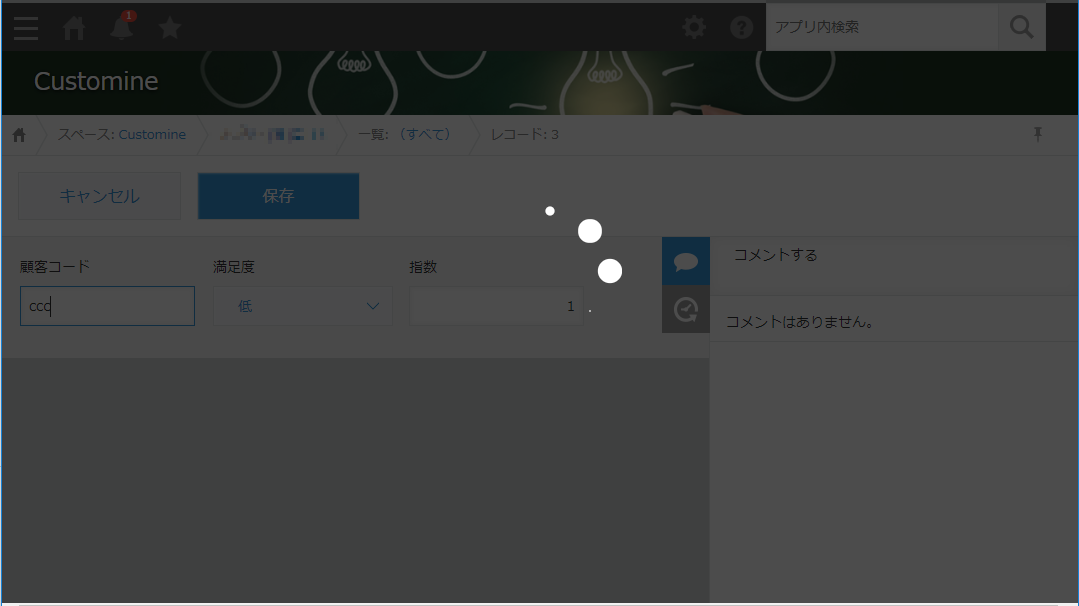 1
アプリ内検索
Customine
スペース: Customine
一覧: （すべて）
レコード: 3
キャンセル
保存
顧客コード
満足度
指数
ccc
低
1
コメントする
コメントはありません。